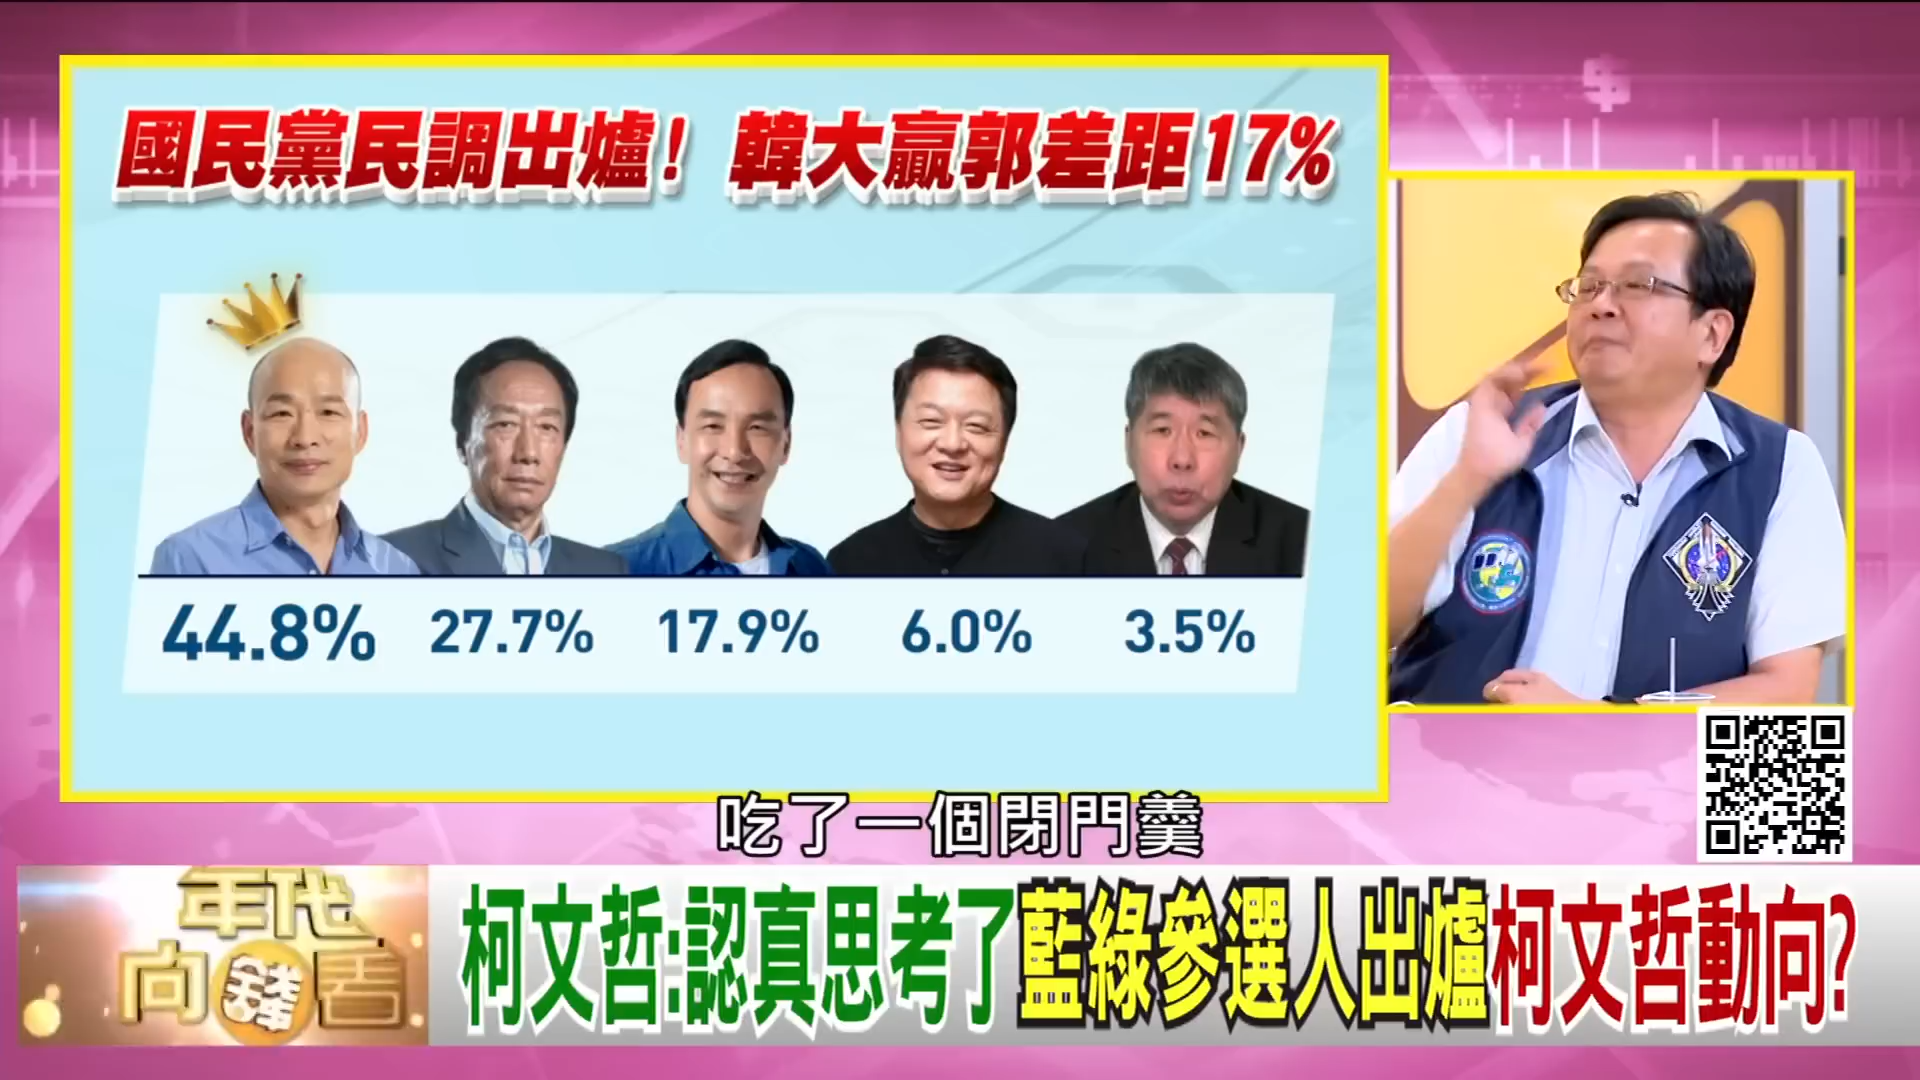 國民黨民調出爐! 韓大贏郭差距17%
44.8% 27.7% 17.9% 6.0% 3.5%
吃了一個閉門羹
年代
向錢看
柯文哲:認真思考了藍綠參選人出爐柯文哲動向?